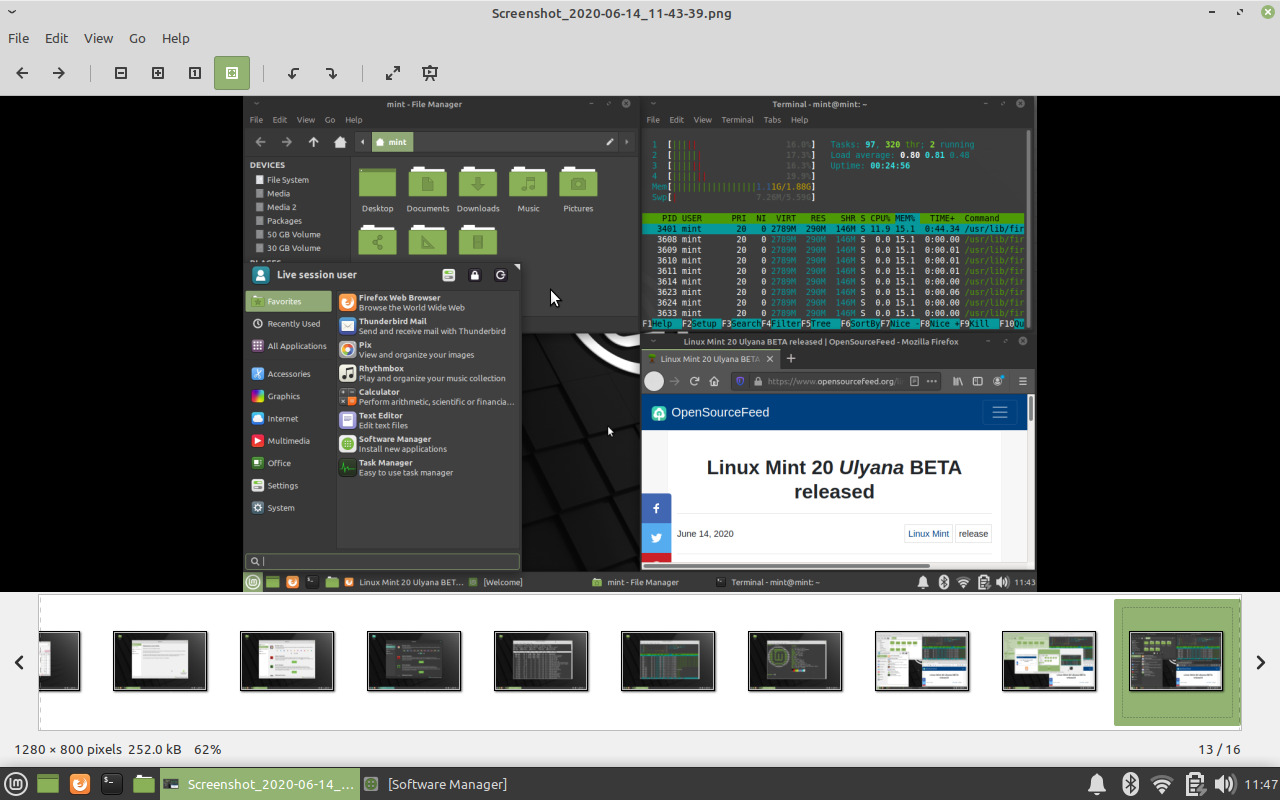 Screenshot_2020-06-14_11-43-39.png
File Edit View Go Help
mint - File Manager
File Edit View Go Help
mint
DEVICES
File System
Media
Media 2
Packages
50 GB Volume
30 GB Volume
Desktop Documents Downloads Music Pictures
Live session user
Favorites
Recently Used
All Applications
Accessories
Graphics
Internet
Multimedia
Office
Settings
System
Firefox Web Browser
Browse the World Wide Web
Thunderbird Mail
Send and receive mail with Thunderbird
Pix
View and organize your images
Rhythmbox
Play and organize your music collection
Calculator
Perform arithmetic, scientific or financia...
Text Editor
Edit text files
Software Manager
Install new applications
Task Manager
Easy to use task manager
Terminal - mint@mint: ~
File Edit View Terminal Tabs Help
1 [||| | 16.0%] Tasks: 97, 320 thr; 2 running
2 [||||| 17.3%] Load average: 0.80 0.81 0.48
3 [||||| 18.3%] Uptime: 00:24:56
4 [|||| | 19.9%]
Mem[|||||||||||||||||1.11G/1.88G]
Swp[| 7.26M/5.59G]
PID USER PRI NI VIRT RES SHR S CPU% MEM% TIME+ Command
3401 mint 20 0 2789M 290M 146M S 11.9 15.1 0:44.34 /usr/lib/fir
3608 mint 20 0 2789M 290M 146M S 0.0 15.1 0:00.00 /usr/lib/fir
3609 mint 20 0 2789M 290M 146M S 0.0 15.1 0:00.01 /usr/lib/fir
3610 mint 20 0 2789M 290M 146M S 0.0 15.1 0:00.01 /usr/lib/fir
3611 mint 20 0 2789M 290M 146M S 0.0 15.1 0:00.01 /usr/lib/fir
3614 mint 20 0 2789M 290M 146M S 0.0 15.1 0:00.00 /usr/lib/fir
3623 mint 20 0 2789M 290M 146M S 0.0 15.1 0:00.06 /usr/lib/fir
3624 mint 20 0 2789M 290M 146M S 0.0 15.1 0:00.00 /usr/lib/fir
3633 mint 20 0 2789M 290M 146M S 0.0 15.1 0:00.00 /usr/lib/fir
F1Help F2Setup F3SearchF4FilterF5Tree F6SortByF7Nice -F8Nice +F9Kill F10Qu
Linux Mint 20 Ulyana BETA released | OpenSourceFeed - Mozilla Firefox
Linux Mint 20 Ulyana BETA
https://www.opensourcefeed.org/l
OpenSourceFeed
Linux Mint 20 Ulyana BETA
released
June 14, 2020 Linux Mint release
Linux Mint 20 Ulyana BET... [Welcome] mint - File Manager Terminal - mint@mint: ~ 11:43
1280 × 800 pixels 252.0 kB 62% 13 / 16
Screenshot_2020-06-14_... [Software Manager] 11:47